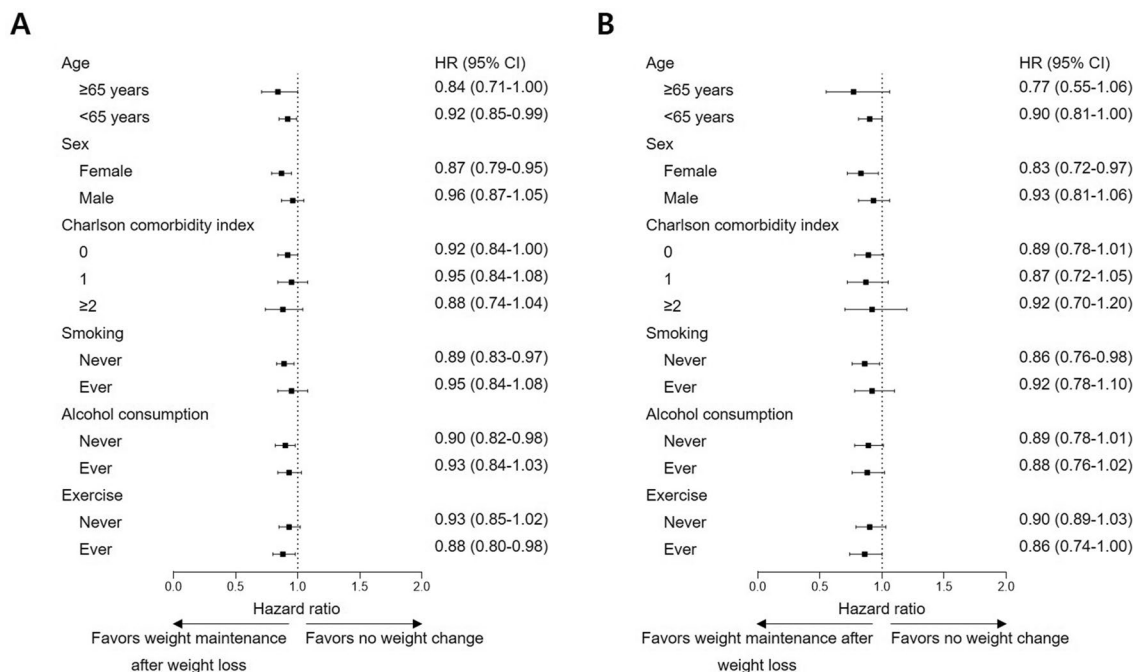 A
Age HR (95% CI)
≥65 years 0.84 (0.71-1.00)
<65 years 0.92 (0.85-0.99)
Sex
Female 0.87 (0.79-0.95)
Male 0.96 (0.87-1.05)
Charlson comorbidity index
0 0.92 (0.84-1.00)
1 0.95 (0.84-1.08)
≥2 0.88 (0.74-1.04)
Smoking
Never 0.89 (0.83-0.97)
Ever 0.95 (0.84-1.08)
Alcohol consumption
Never 0.90 (0.82-0.98)
Ever 0.93 (0.84-1.03)
Exercise
Never 0.93 (0.85-1.02)
Ever 0.88 (0.80-0.98)
0.0 0.5 1.0 1.5 2.0
Hazard ratio
Favors weight maintenance Favors no weight change
after weight loss
B
Age HR (95% CI)
≥65 years 0.77 (0.55-1.06)
<65 years 0.90 (0.81-1.00)
Sex
Female 0.83 (0.72-0.97)
Male 0.93 (0.81-1.06)
Charlson comorbidity index
0 0.89 (0.78-1.01)
1 0.87 (0.72-1.05)
≥2 0.92 (0.70-1.20)
Smoking
Never 0.86 (0.76-0.98)
Ever 0.92 (0.78-1.10)
Alcohol consumption
Never 0.89 (0.78-1.01)
Ever 0.88 (0.76-1.02)
Exercise
Never 0.90 (0.89-1.03)
Ever 0.86 (0.74-1.00)
0.0 0.5 1.0 1.5 2.0
Hazard ratio
Favors weight maintenance after Favors no weight change
weight loss